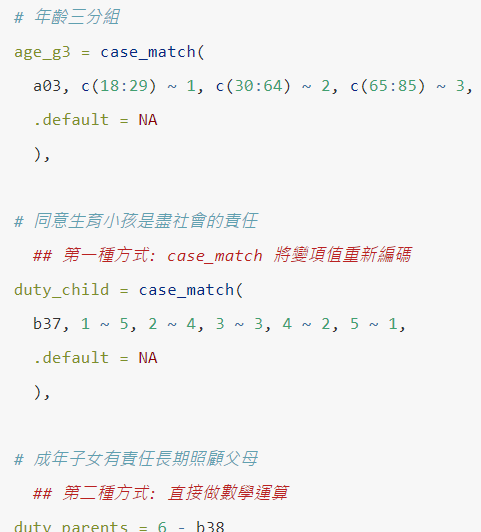 # 年齡三分組
age_g3 = case_match(
a03, c(18:29) ~ 1, c(30:64) ~ 2, c(65:85) ~ 3,
.default = NA
),
# 同意生育小孩是盡社會的責任
## 第一種方式: case_match 將變項值重新編碼
duty_child = case_match(
b37, 1 ~ 5, 2 ~ 4, 3 ~ 3, 4 ~ 2, 5 ~ 1,
.default = NA
),
# 成年子女有責任長期照顧父母
## 第二種方式: 直接做數學運算
duty_parents = 6 - b38